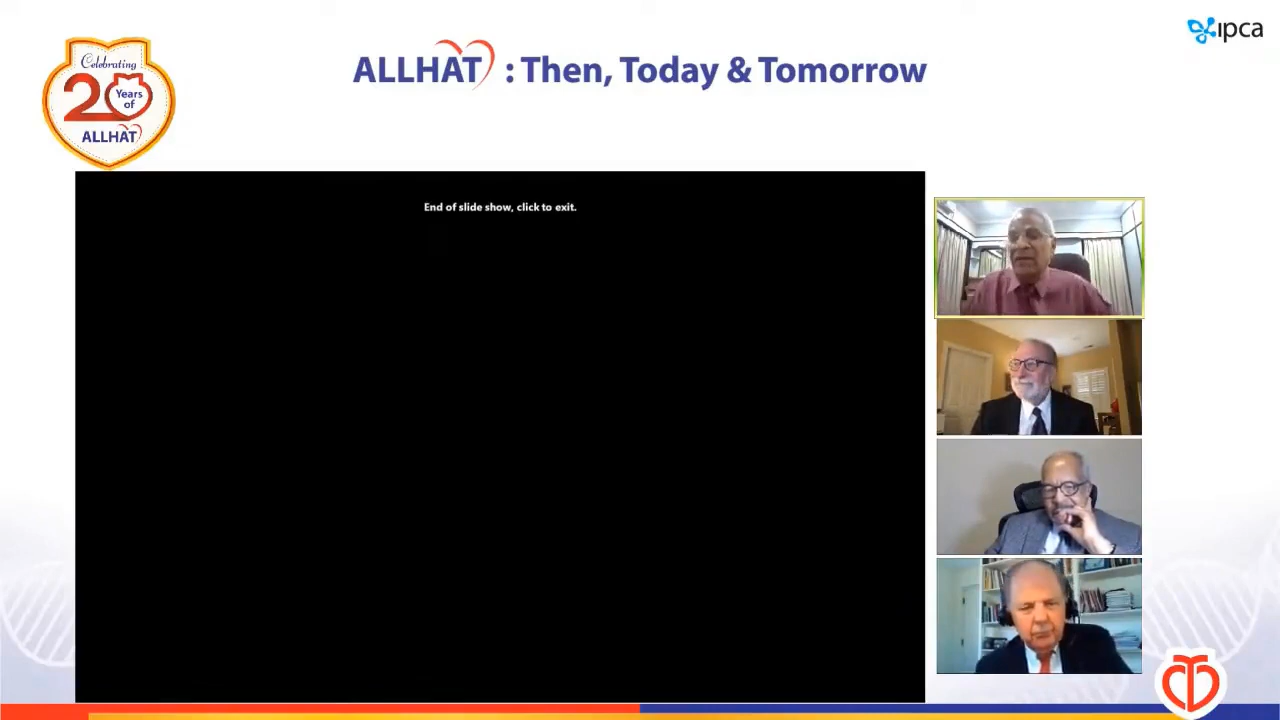 ipca
Celebrating
20
Years
of
ALLHAT
ALLHAT : Then, Today & Tomorrow
End of slide show, click to exit.